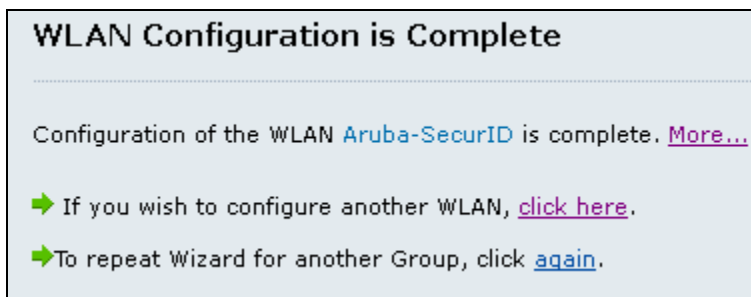 WLAN Configuration is Complete
Configuration of the WLAN Aruba-SecurID is complete. More...
If you wish to configure another WLAN, click here.
To repeat Wizard for another Group, click again.